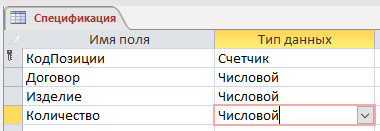 Спецификация
Имя поля Тип данных
КодПозиции Счетчик
Договор Числовой
Изделие Числовой
Количество Числовой